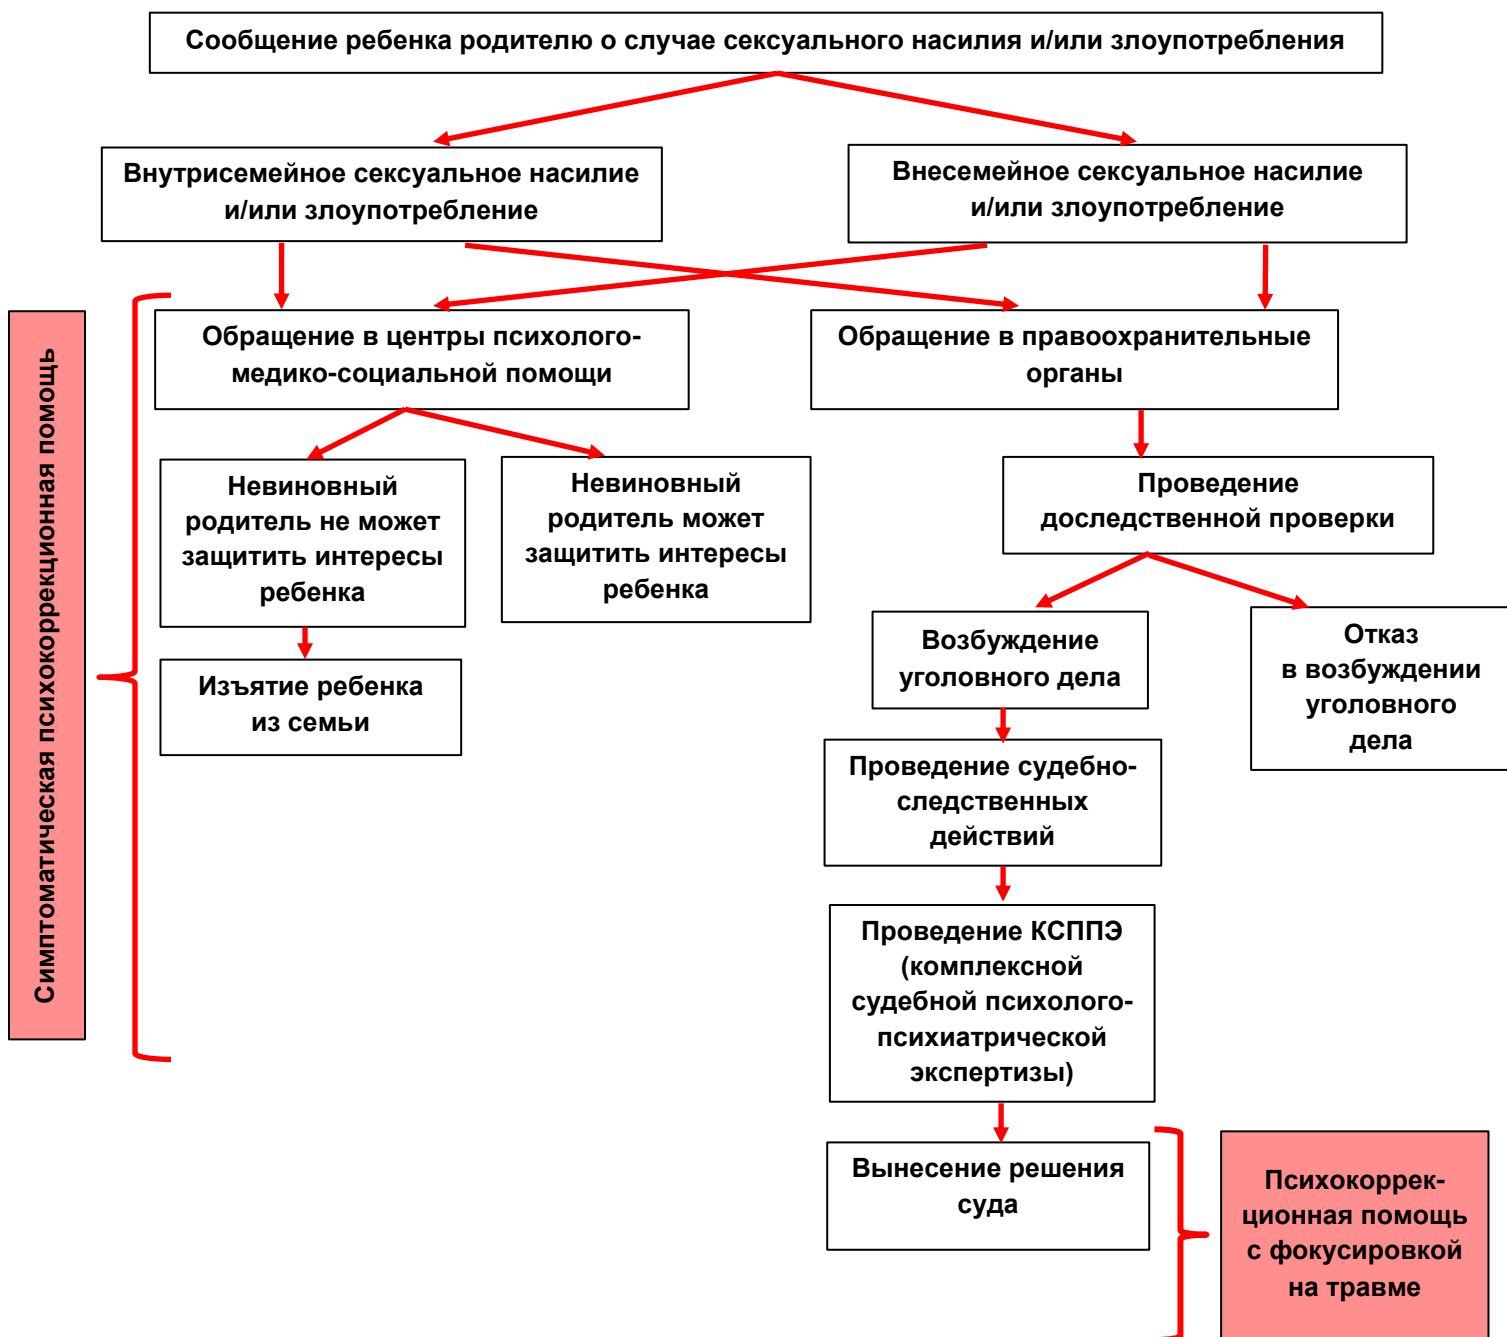 Сообщение ребенка родителю о случае сексуального насилия и/или злоупотребления
Внутрисемейное сексуальное насилие
и/или злоупотребление
Внесемейное сексуальное насилие
и/или злоупотребление
Симптоматическая психокоррекционная помощь
Обращение в центры психолого-
медико-социальной помощи
Обращение в правоохранительные
органы
Невиновный
родитель не может
защитить интересы
ребенка
Невиновный
родитель может
защитить интересы
ребенка
Проведение
доследственной проверки
Изъятие ребенка
из семьи
Возбуждение
уголовного дела
Отказ
в возбуждении
уголовного
дела
Проведение судебно-
следственных
действий
Проведение КСППЭ
(комплексной
судебной психолого-
психиатрической
экспертизы)
Вынесение решения
суда
Психокоррек-
ционная помощь
с фокусировкой
на травме